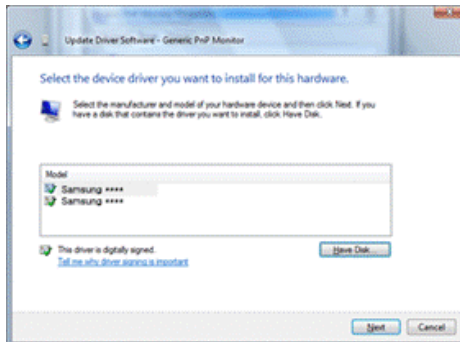 Update Driver Software - Generic PnP Monitor
Select the device driver you want to install for this hardware.
Select the manufacturer and model of your hardware device and then click Next. If you
have a disk that contains the driver you want to install, click Have Disk.
Model
Samsung ****
Samsung ****
This driver is digitally signed.
Have Disk...
Tell me why driver signing is important
Next
Cancel